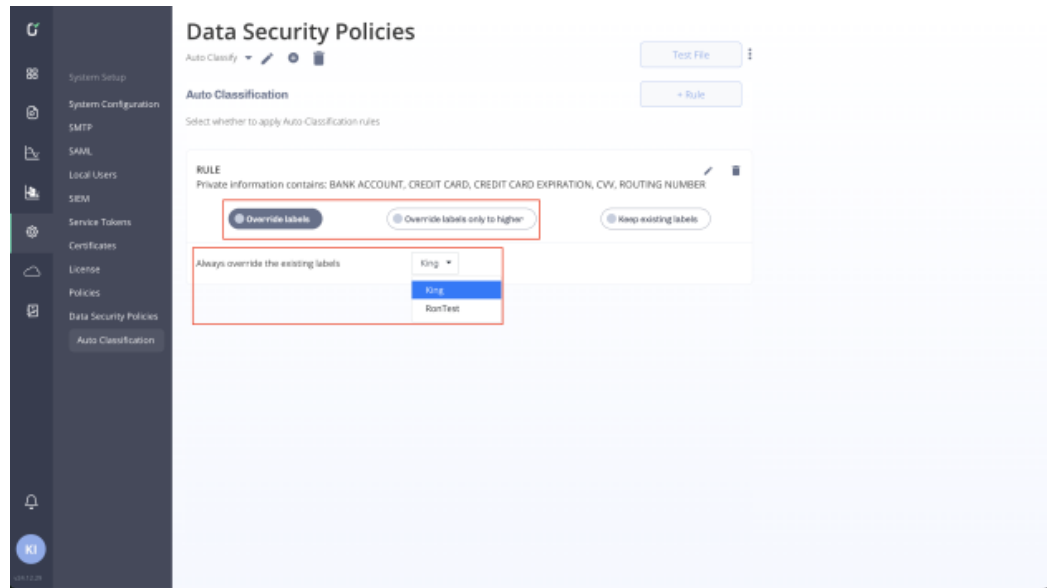 Data Security Policies
Auto Classify
Test File
Auto Classification
+ Rule
Select whether to apply Auto-Classification rules
System Setup
System Configuration
SMTP
SAML
Local Users
SIEM
Service Tokens
Certificates
License
Policies
Data Security Policies
Auto Classification
RULE
Private information contains: BANK ACCOUNT, CREDIT CARD, CREDIT CARD EXPIRATION, CVV, ROUTING NUMBER
Override labels
Override labels only to higher
Keep existing labels
Always override the existing labels
King
King
RonTest
KI